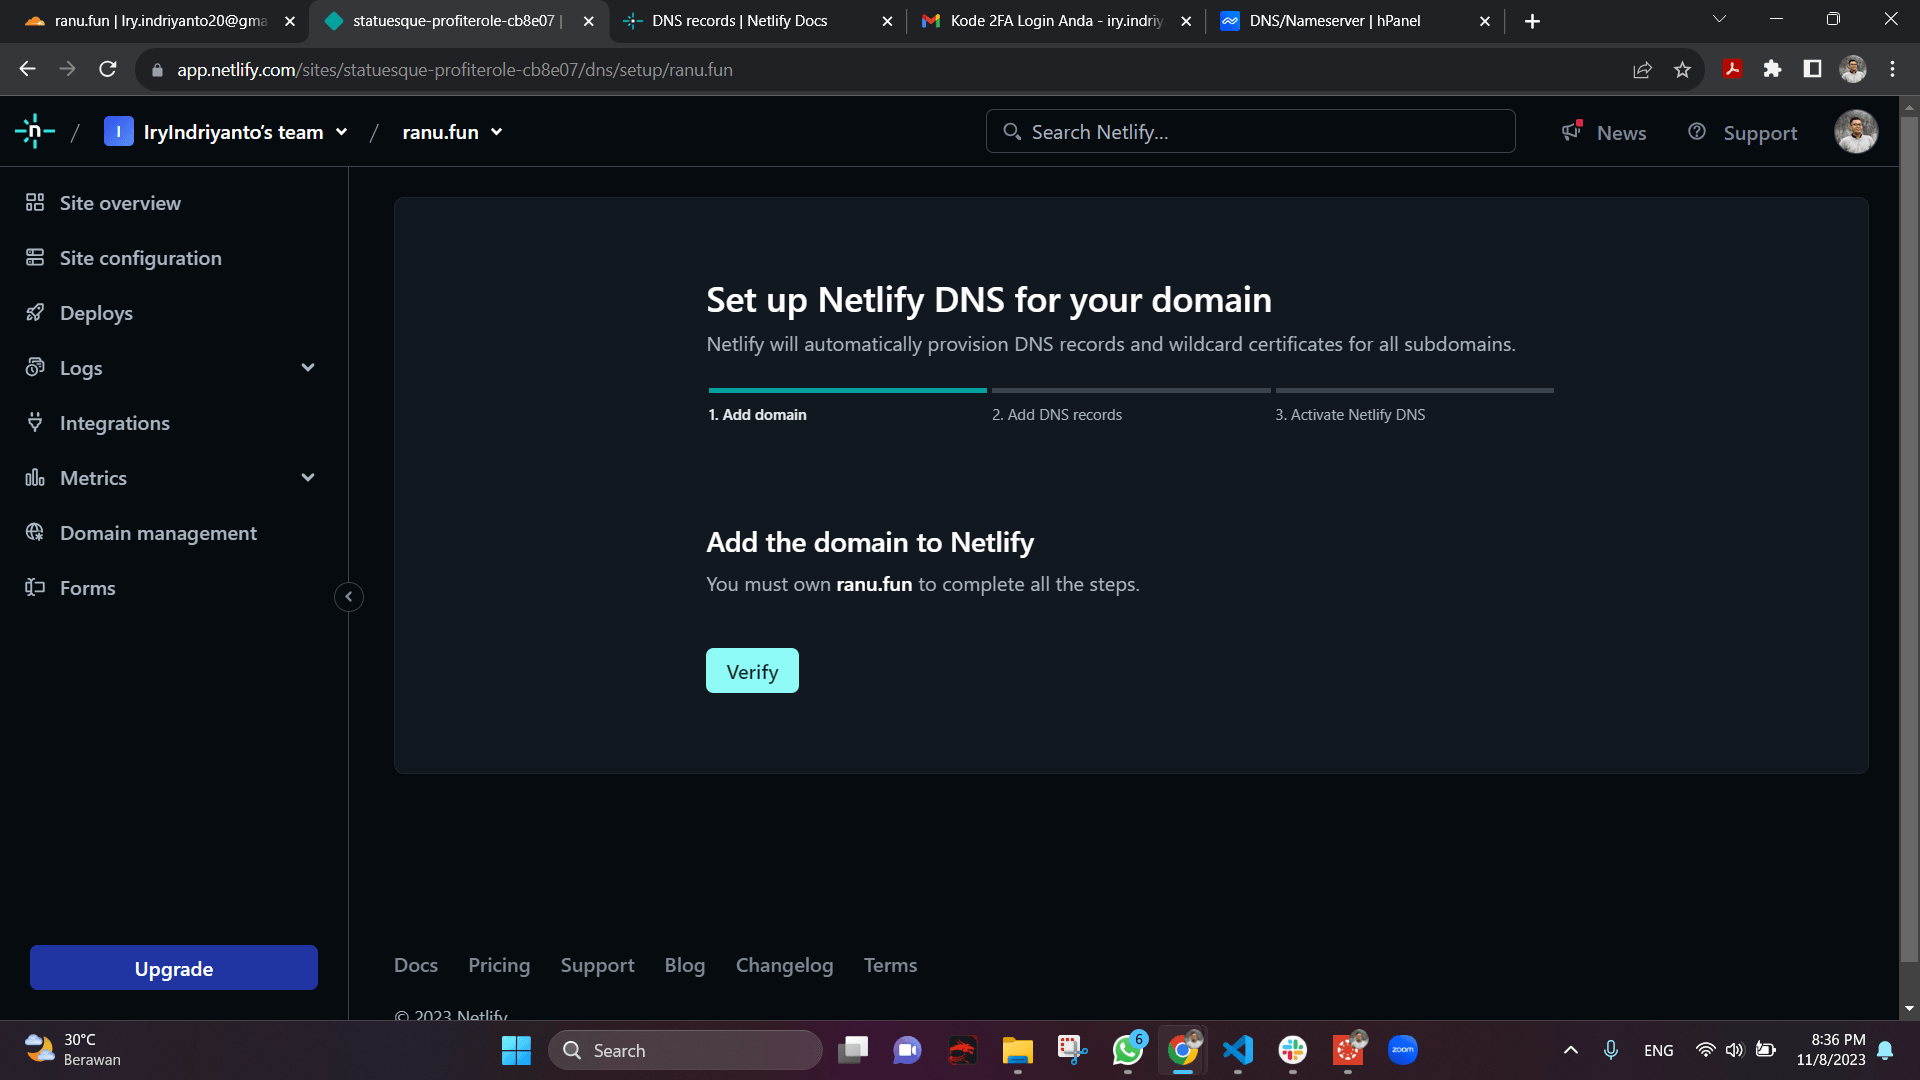 ranu.fun | Iry.indriyanto20@gma
statuesque-profiterole-cb8e07 |
DNS records | Netlify Docs
Kode 2FA Login Anda - iry.indriy
DNS/Nameserver | hPanel
app.netlify.com/sites/statuesque-profiterole-cb8e07/dns/setup/ranu.fun
n
/
I
IryIndriyanto's team
/
ranu.fun
Search Netlify...
News
Support
Site overview
Site configuration
Deploys
Logs
Integrations
Metrics
Domain management
Forms
Upgrade
Set up Netlify DNS for your domain
Netlify will automatically provision DNS records and wildcard certificates for all subdomains.
1. Add domain
2. Add DNS records
3. Activate Netlify DNS
Add the domain to Netlify
You must own ranu.fun to complete all the steps.
Verify
Docs
Pricing
Support
Blog
Changelog
Terms
© 2023 Netlify
30°C
Berawan
Search
6
zoom
ENG
8:36 PM
11/8/2023